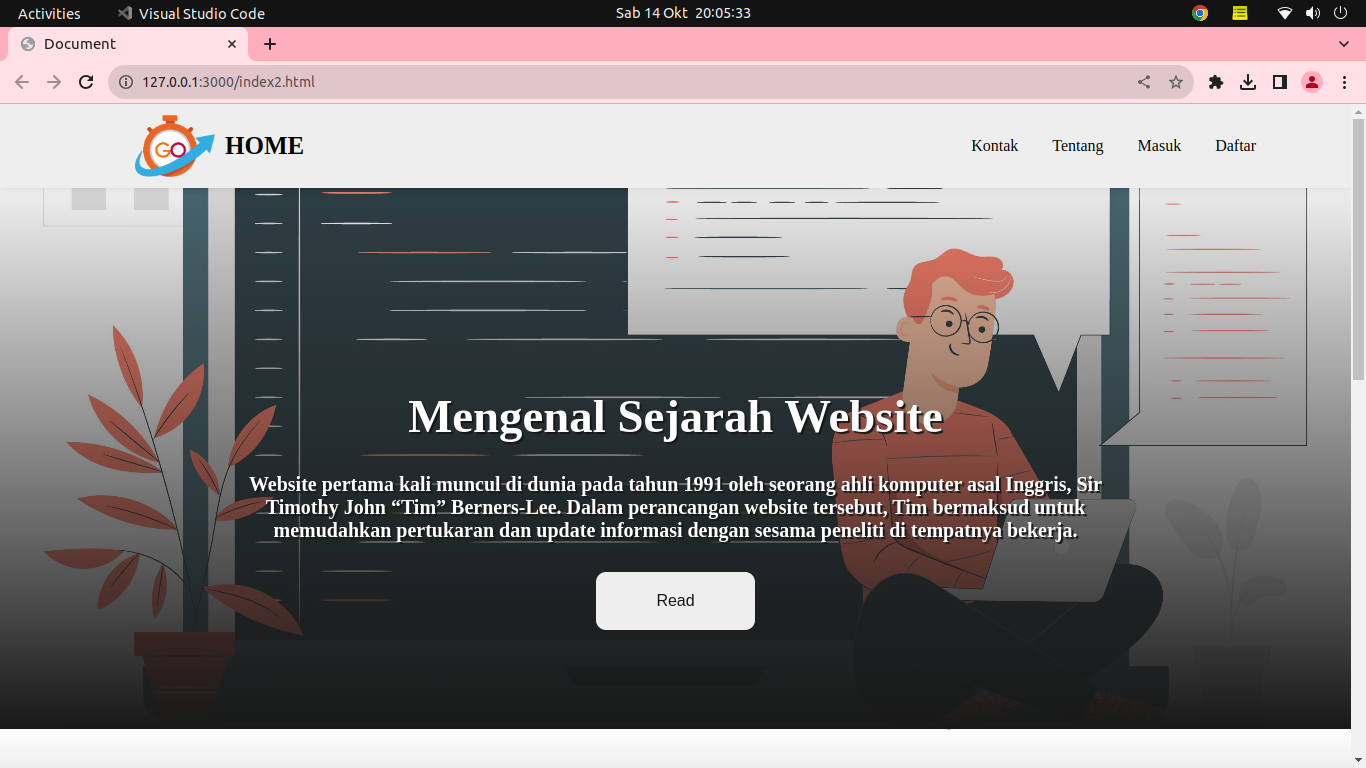 Activities
Visual Studio Code
Sab 14 Okt 20:05:33
Document
127.0.0.1:3000/index2.html
GO
HOME
Kontak
Tentang
Masuk
Daftar
Mengenal Sejarah Website
Website pertama kali muncul di dunia pada tahun 1991 oleh seorang ahli komputer asal Inggris, Sir
Timothy John “Tim” Berners-Lee. Dalam perancangan website tersebut, Tim bermaksud untuk
memudahkan pertukaran dan update informasi dengan sesama peneliti di tempatnya bekerja.
Read